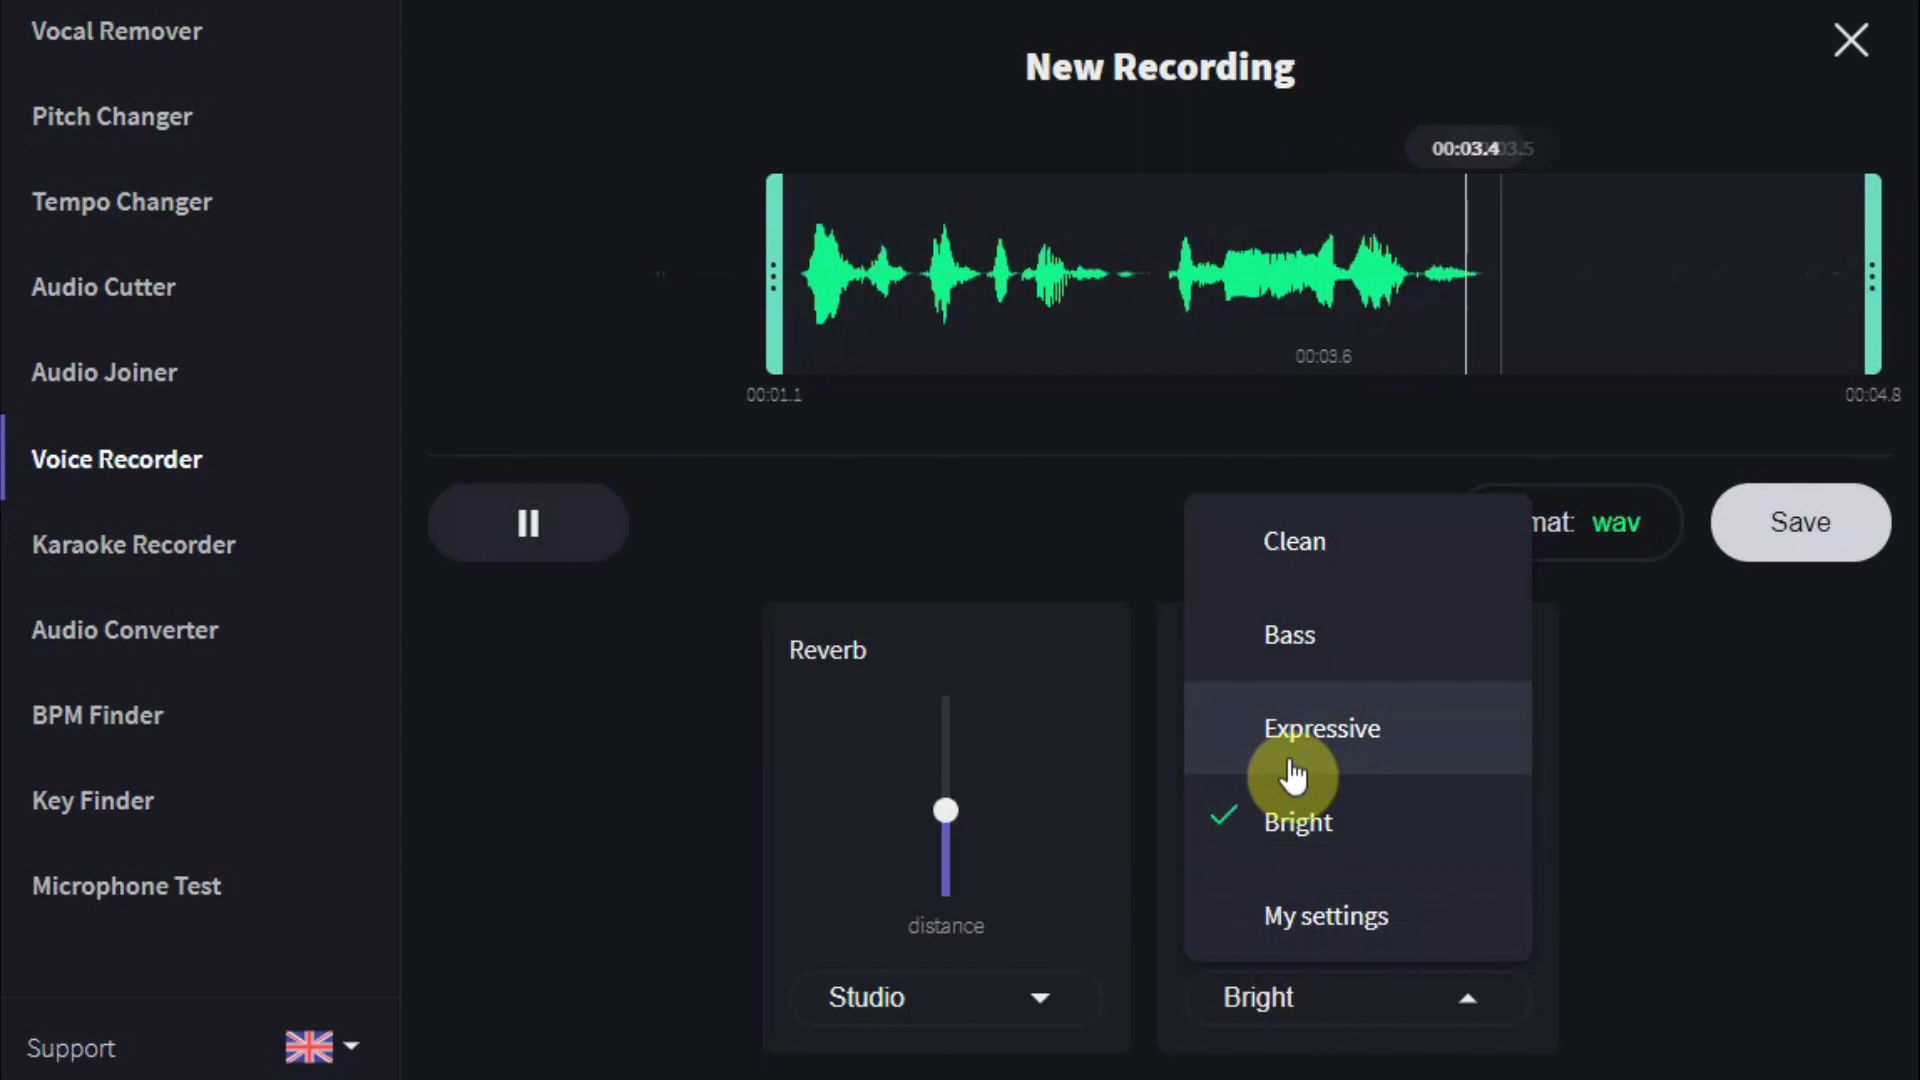 Vocal Remover
Pitch Changer
Tempo Changer
Audio Cutter
Audio Joiner
Voice Recorder
Karaoke Recorder
Audio Converter
BPM Finder
Key Finder
Microphone Test
Support
New Recording
00:03.4
03.5
00:03.6
00:01.1
00:04.8
mat: wav
Save
Reverb
distance
Studio
Clean
Bass
Expressive
Bright
My settings
Bright